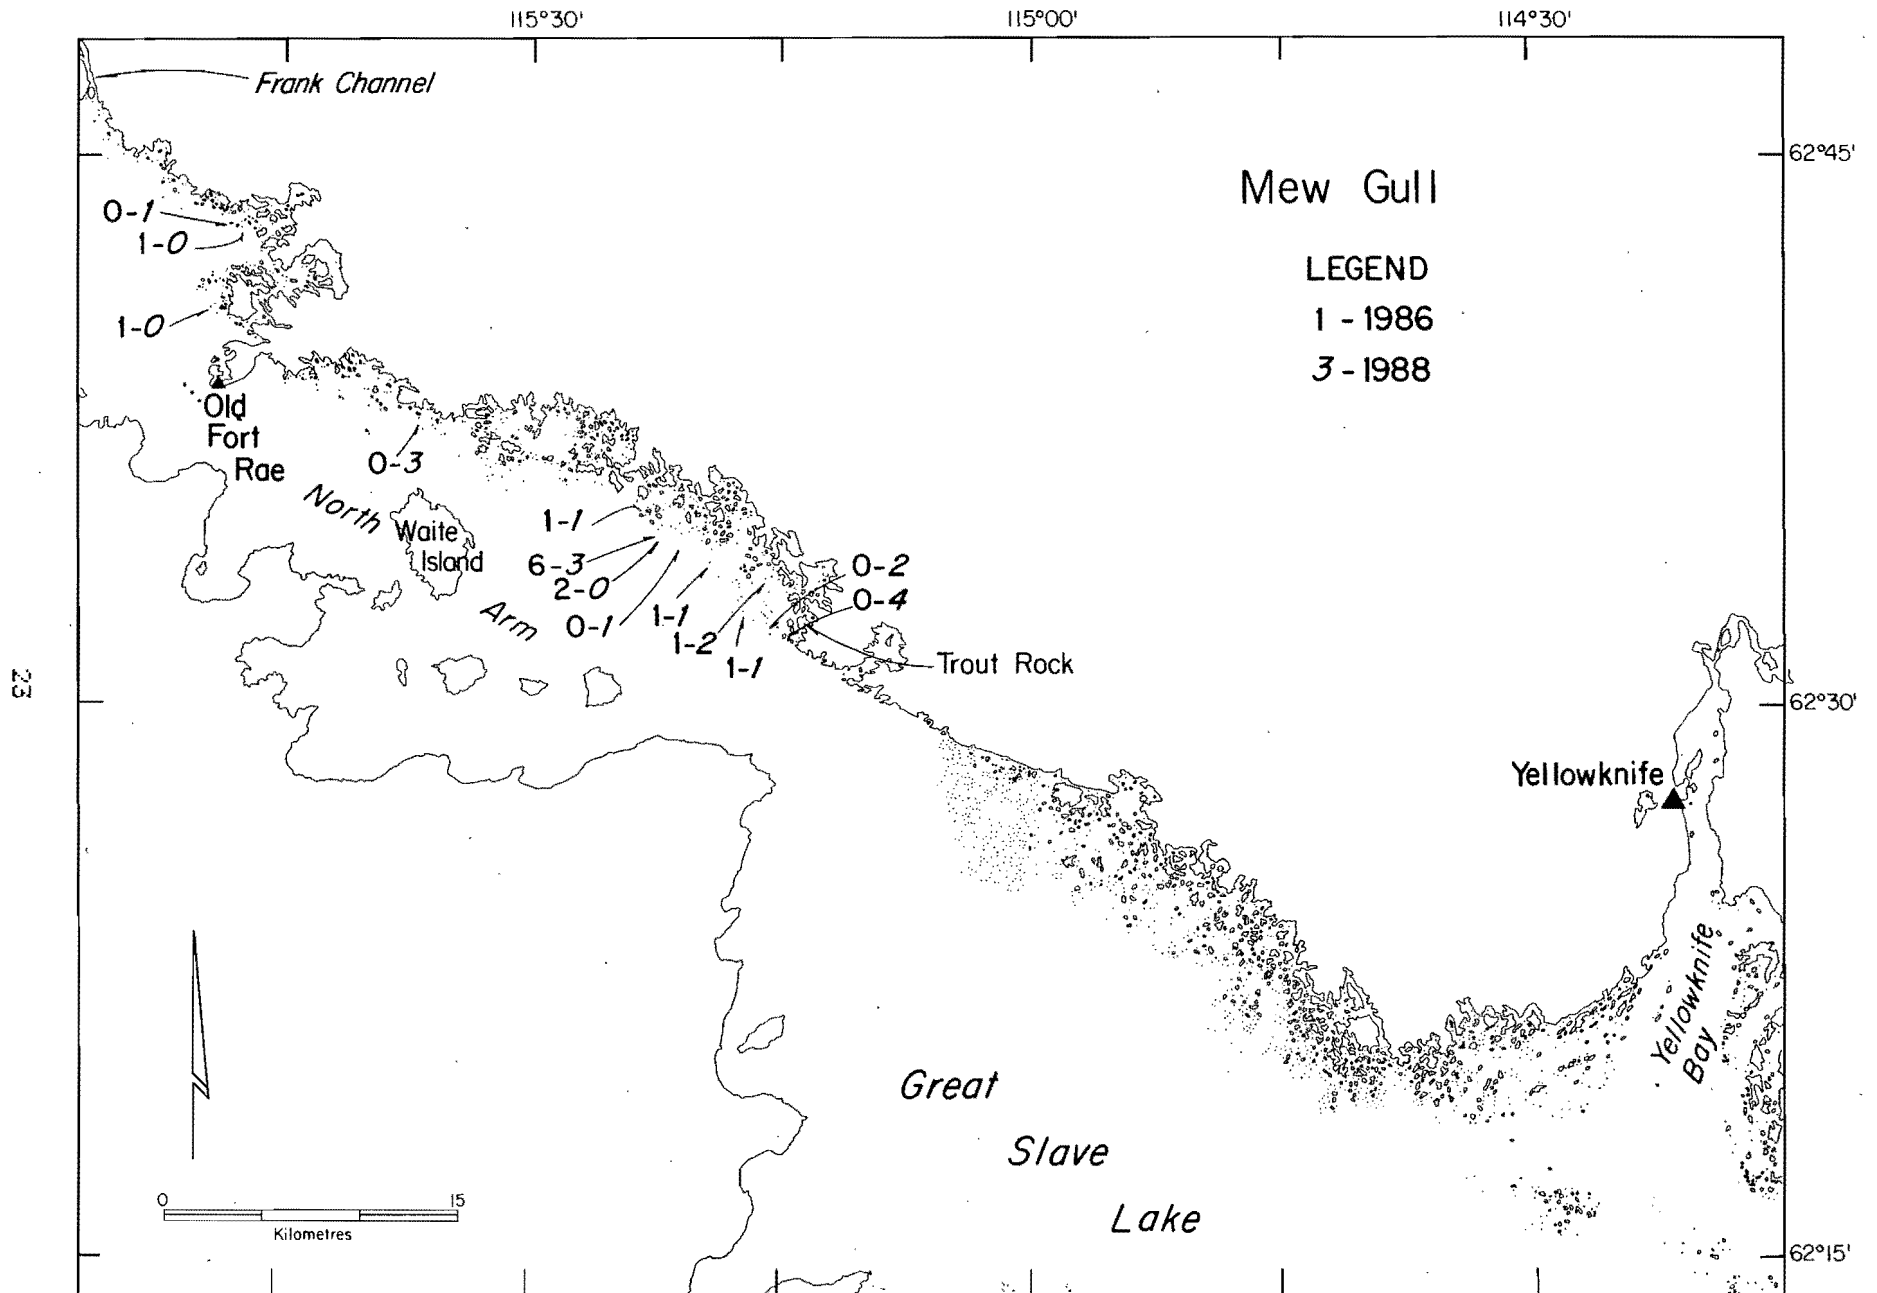 115°30'
115°00'
114°30'
Frank Channel
62°45'
Mew Gull
0-1
1-0
LEGEND
1 - 1986
3 - 1988
1-0
Old
Fort
Rae
0-3
North
Waite
Island
Arm
1-1
6-3
2-0
0-1
1-1
1-2
1-1
0-2
0-4
Trout Rock
23
62°30'
Yellowknife
Yellowknife
Bay
Great
Slave
Lake
0 15
Kilometres
62°15'